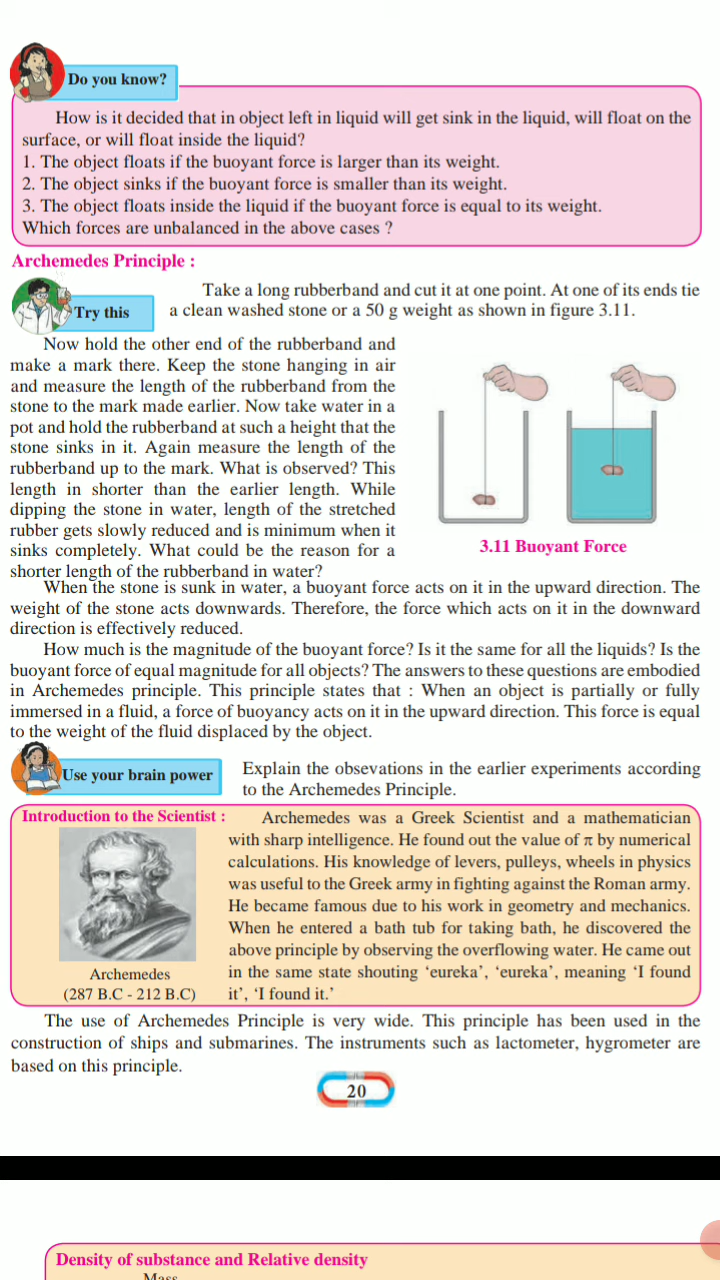 Do you know?
How is it decided that in object left in liquid will get sink in the liquid, will float on the
surface, or will float inside the liquid?
1. The object floats if the buoyant force is larger than its weight.
2. The object sinks if the buoyant force is smaller than its weight.
3. The object floats inside the liquid if the buoyant force is equal to its weight.
Which forces are unbalanced in the above cases ?
Archemedes Principle :
Try this
Take a long rubberband and cut it at one point. At one of its ends tie
a clean washed stone or a 50 g weight as shown in figure 3.11.
Now hold the other end of the rubberband and
make a mark there. Keep the stone hanging in air
and measure the length of the rubberband from the
stone to the mark made earlier. Now take water in a
pot and hold the rubberband at such a height that the
stone sinks in it. Again measure the length of the
rubberband up to the mark. What is observed? This
length in shorter than the earlier length. While
dipping the stone in water, length of the stretched
rubber gets slowly reduced and is minimum when it
sinks completely. What could be the reason for a
shorter length of the rubberband in water?
3.11 Buoyant Force
When the stone is sunk in water, a buoyant force acts on it in the upward direction. The
weight of the stone acts downwards. Therefore, the force which acts on it in the downward
direction is effectively reduced.
How much is the magnitude of the buoyant force? Is it the same for all the liquids? Is the
buoyant force of equal magnitude for all objects? The answers to these questions are embodied
in Archemedes principle. This principle states that : When an object is partially or fully
immersed in a fluid, a force of buoyancy acts on it in the upward direction. This force is equal
to the weight of the fluid displaced by the object.
Use your brain power
Explain the obsevations in the earlier experiments according
to the Archemedes Principle.
Introduction to the Scientist :
Archemedes
(287 B.C - 212 B.C)
Archemedes was a Greek Scientist and a mathematician
with sharp intelligence. He found out the value of π by numerical
calculations. His knowledge of levers, pulleys, wheels in physics
was useful to the Greek army in fighting against the Roman army.
He became famous due to his work in geometry and mechanics.
When he entered a bath tub for taking bath, he discovered the
above principle by observing the overflowing water. He came out
in the same state shouting ‘eureka’, ‘eureka’, meaning ‘I found
it’, ‘I found it.’
The use of Archemedes Principle is very wide. This principle has been used in the
construction of ships and submarines. The instruments such as lactometer, hygrometer are
based on this principle.
20
Density of substance and Relative density
Mass